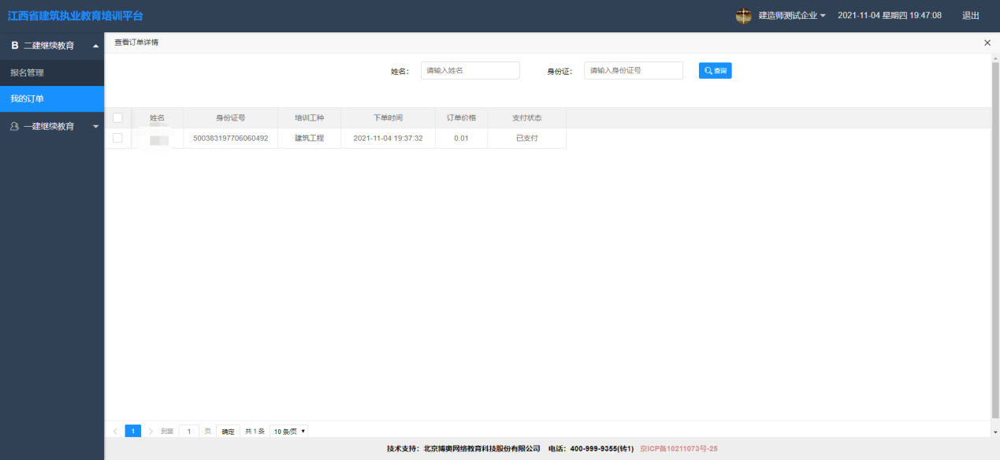 江西省建筑执业教育培训平台
建造师测试企业 2021-11-04 星期四 19:47:08 退出
B 二建继续教育
报名管理
我的订单
一建继续教育
查看订单详情
姓名： 请输入姓名 身份证： 请输入身份证号 查询
姓名 身份证号 培训工种 下单时间 订单价格 支付状态
500383197706060492 建筑工程 2021-11-04 19:37:32 0.01 已支付
1 到第 1 页 确定 共 1 条 10 条/页
技术支持：北京博奥网络教育科技股份有限公司 电话：400-999-9355(转1) 京ICP备10211073号-25